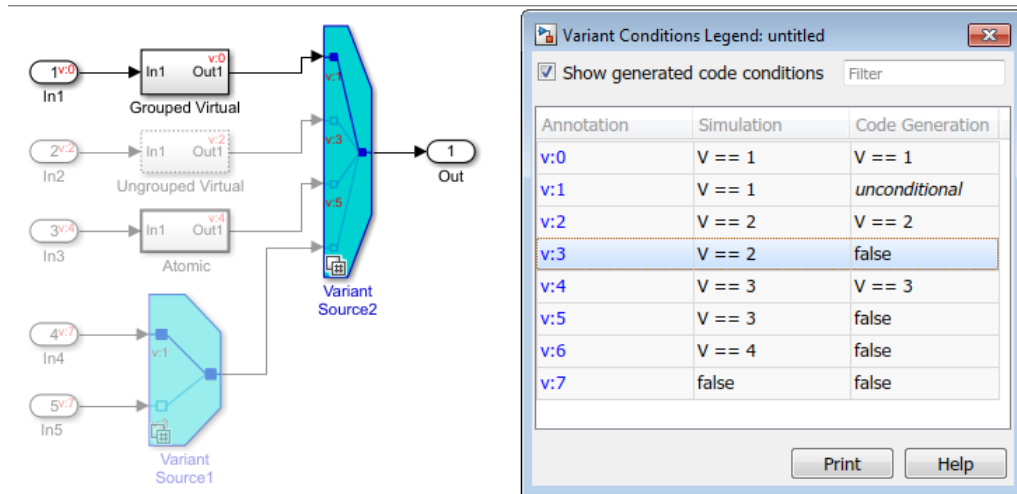 1 v:0
In1
In1 v:0 Out1
Grouped Virtual
v:1
2 v:2
In2
In1 v:2 Out1
Ungrouped Virtual
v:3
1
Out
3 v:4
In3
In1 v:4 Out1
Atomic
v:5
Variant
Source2
4 v:7
In4
v:1
5 v:7
In5
Variant
Source1
Variant Conditions Legend: untitled
Show generated code conditions Filter
Annotation Simulation Code Generation
v:0 V == 1 V == 1
v:1 V == 1 unconditional
v:2 V == 2 V == 2
v:3 V == 2 false
v:4 V == 3 V == 3
v:5 V == 3 false
v:6 V == 4 false
v:7 false false
Print Help